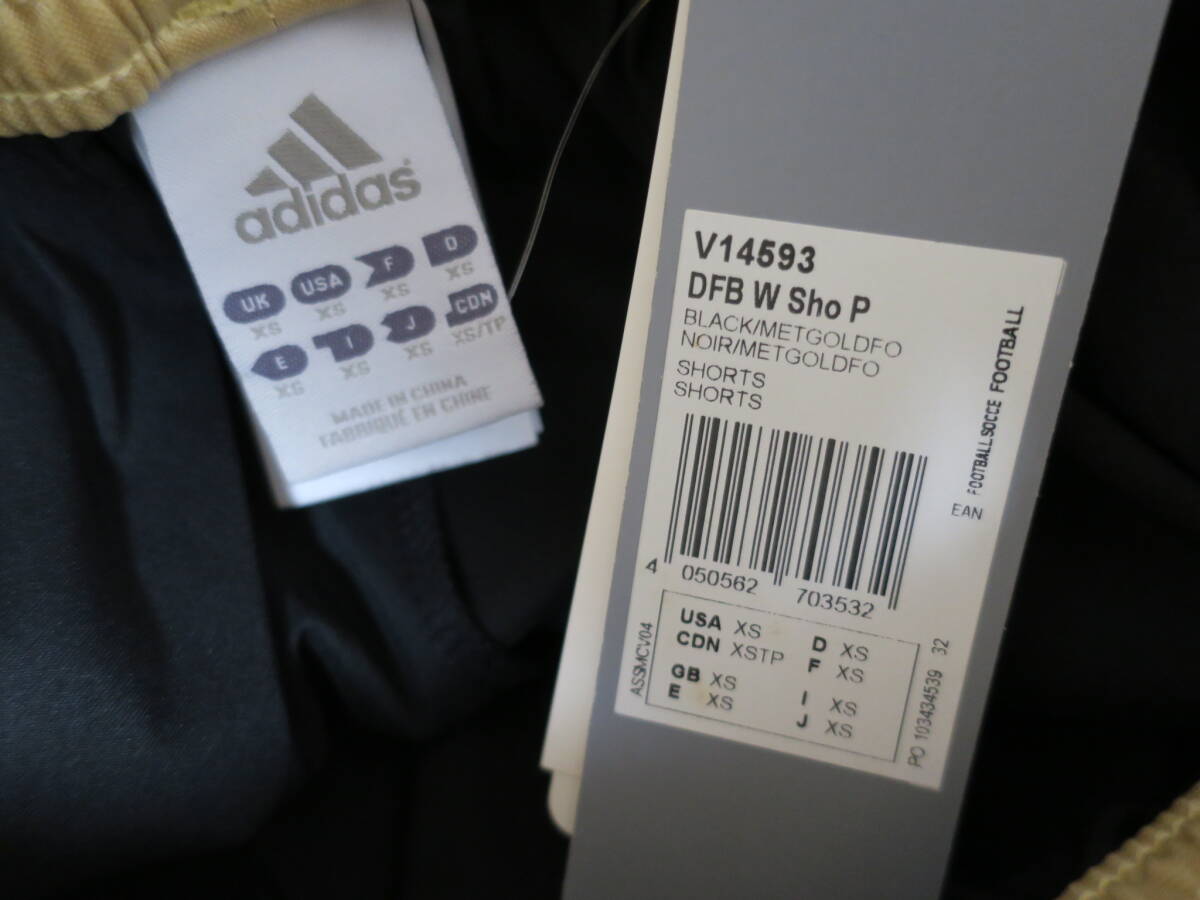 adidas
UK USA F D
XS XS XS XS
E I J CDN
XS XS XS XS/TP
MADE IN CHINA
FABRIQUÉ EN CHINE
V14593
DFB W Sho P
BLACK/METGOLDFO
NOIR/METGOLDFO
SHORTS
SHORTS
FOOTBALL.SOCCE FOOTBALL
EAN
4 050562 703532
USA XS D XS
CDN XSTP F XS
GB XS I XS
E XS J XS
ASSMCV04
PO 103434539 32